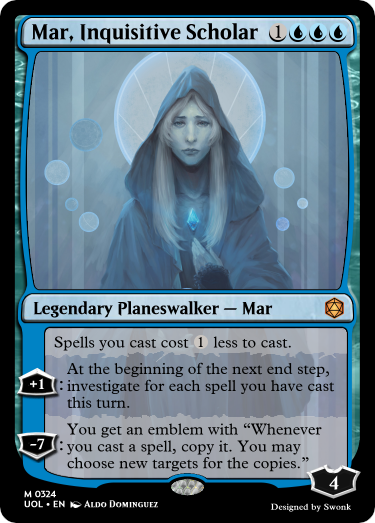 Mar, Inquisitive Scholar 1
Legendary Planeswalker — Mar
Spells you cast cost 1 less to cast.
+1: At the beginning of the next end step,
investigate for each spell you have cast
this turn.
-7: You get an emblem with “Whenever
you cast a spell, copy it. You may
choose new targets for the copies.”
4
M 0324
UOL • EN Aldo Dominguez
Designed by Swonk